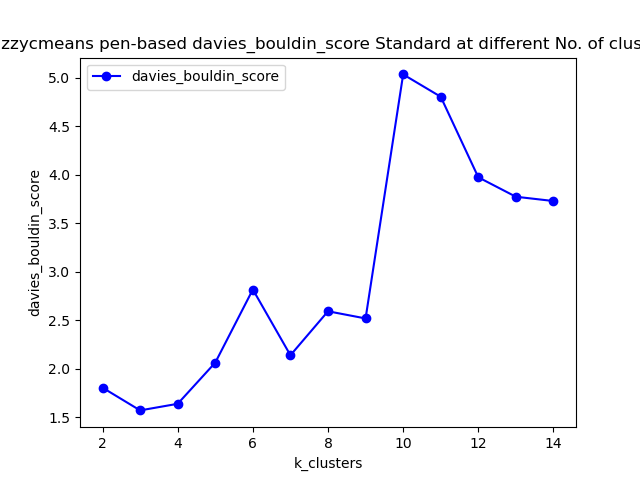 zzycmeans pen-based davies_bouldin_score Standard at different No. of clus
davies_bouldin_score
5.0
4.5
4.0
3.5
3.0
2.5
2.0
1.5
davies_bouldin_score
2 4 6 8 10 12 14
k_clusters